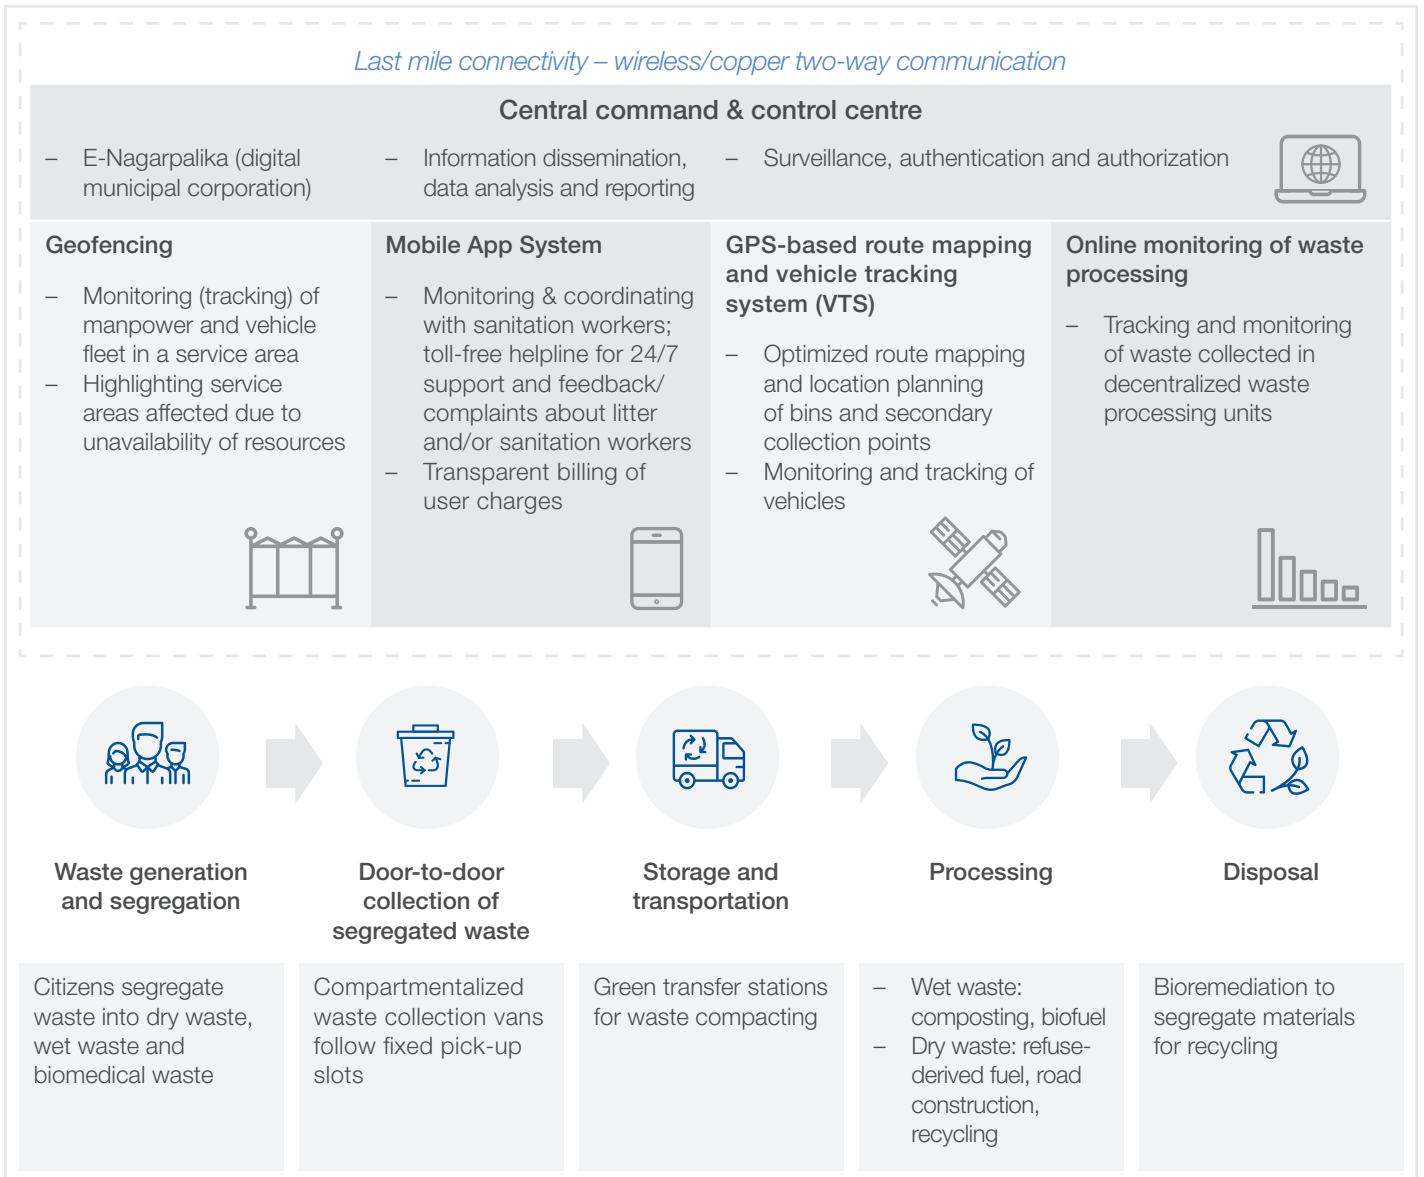 Last mile connectivity – wireless/copper two-way communication
Central command & control centre
– E-Nagarpalika (digital
municipal corporation)
– Information dissemination,
data analysis and reporting
– Surveillance, authentication and authorization
Geofencing
– Monitoring (tracking) of
manpower and vehicle
fleet in a service area
– Highlighting service
areas affected due to
unavailability of resources
Mobile App System
– Monitoring & coordinating
with sanitation workers;
toll-free helpline for 24/7
support and feedback/
complaints about litter
and/or sanitation workers
– Transparent billing of
user charges
GPS-based route mapping
and vehicle tracking
system (VTS)
– Optimized route mapping
and location planning
of bins and secondary
collection points
– Monitoring and tracking of
vehicles
Online monitoring of waste
processing
– Tracking and monitoring
of waste collected in
decentralized waste
processing units
Waste generation
and segregation
Door-to-door
collection of
segregated waste
Storage and
transportation
Processing
Disposal
Citizens segregate
waste into dry waste,
wet waste and
biomedical waste
Compartmentalized
waste collection vans
follow fixed pick-up
slots
Green transfer stations
for waste compacting
– Wet waste:
composting, biofuel
– Dry waste: refuse-
derived fuel, road
construction,
recycling
Bioremediation to
segregate materials
for recycling